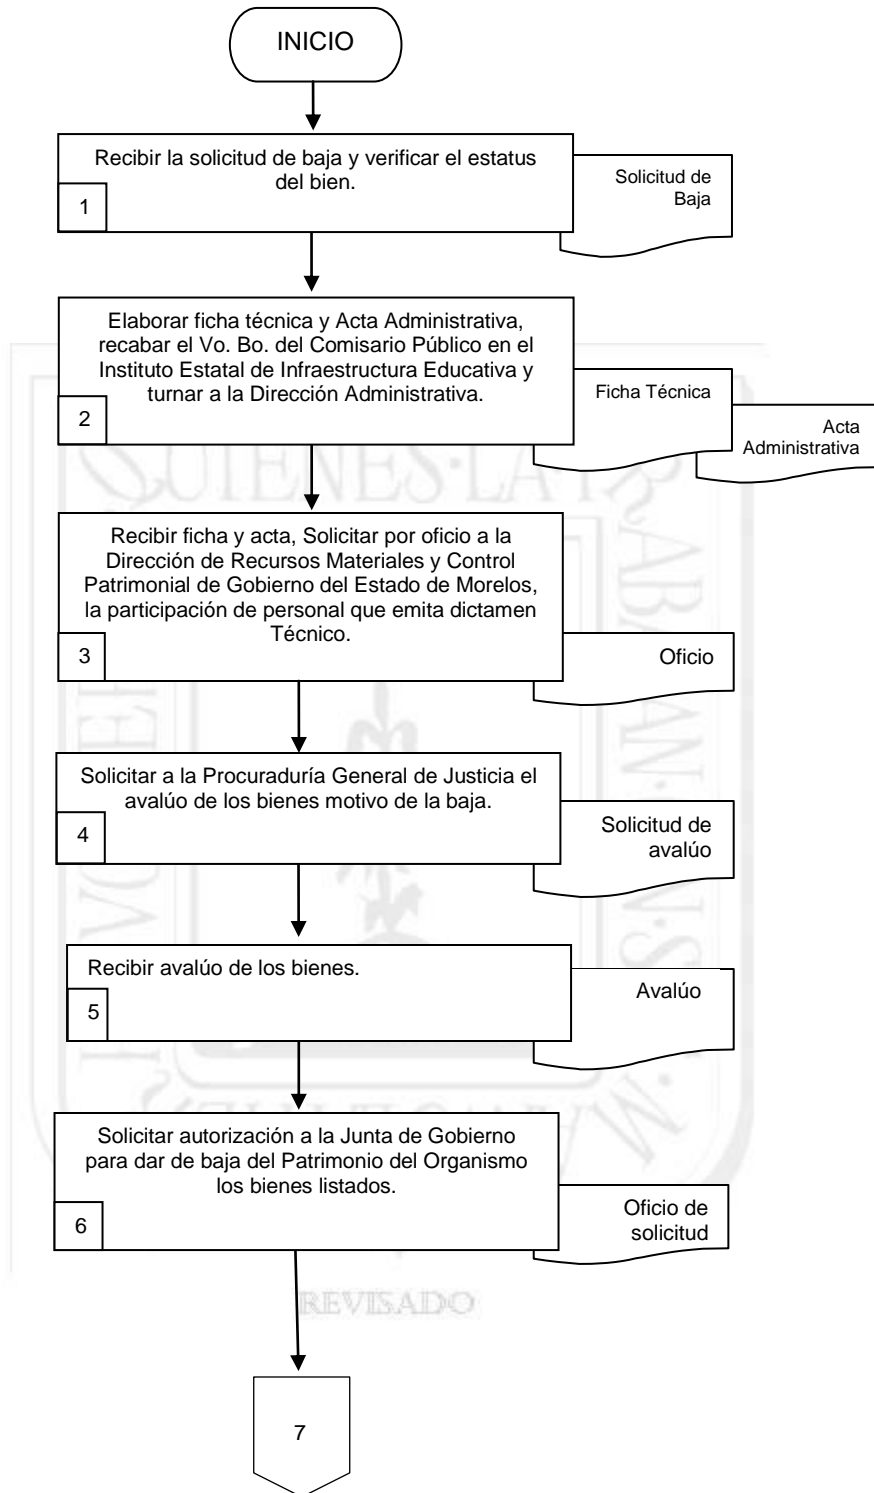 INICIO
Recibir la solicitud de baja y verificar el estatus
del bien.
1
Solicitud de
Baja
Elaborar ficha técnica y Acta Administrativa,
recabar el Vo. Bo. del Comisario Público en el
Instituto Estatal de Infraestructura Educativa y
turnar a la Dirección Administrativa.
2
Ficha Técnica
Acta
Administrativa
Recibir ficha y acta, Solicitar por oficio a la
Dirección de Recursos Materiales y Control
Patrimonial de Gobierno del Estado de Morelos,
la participación de personal que emita dictamen
Técnico.
3
Oficio
Solicitar a la Procuraduría General de Justicia el
avalúo de los bienes motivo de la baja.
4
Solicitud de
avalúo
Recibir avalúo de los bienes.
5
Avalúo
Solicitar autorización a la Junta de Gobierno
para dar de baja del Patrimonio del Organismo
los bienes listados.
6
Oficio de
solicitud
REVISADO
7